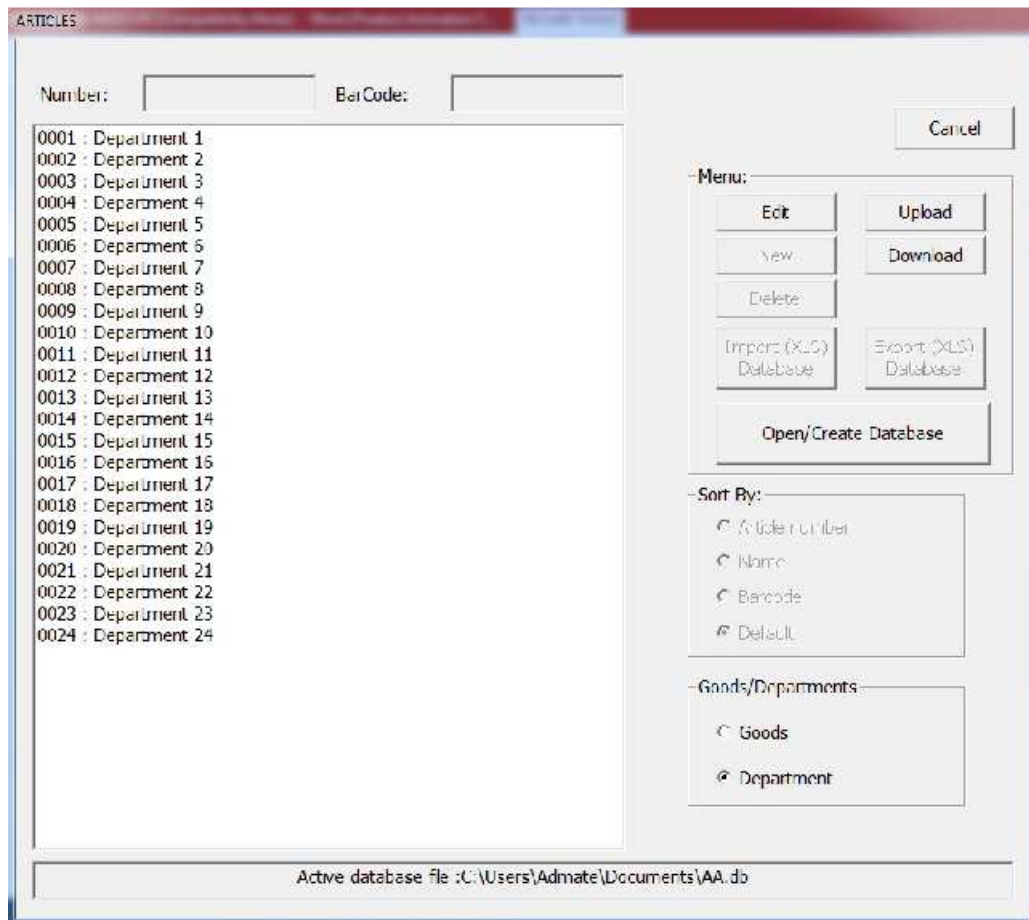 ARTICLES
Number:
BarCode:
0001 : Department 1
0002 : Department 2
0003 : Department 3
0004 : Department 4
0005 : Department 5
0006 : Department 6
0007 : Department 7
0008 : Department 8
0009 : Department 9
0010 : Department 10
0011 : Department 11
0012 : Department 12
0013 : Department 13
0014 : Department 14
0015 : Department 15
0016 : Department 16
0017 : Department 17
0018 : Department 18
0019 : Department 19
0020 : Department 20
0021 : Department 21
0022 : Department 22
0023 : Department 23
0024 : Department 24
Cancel
Menu:
Edit
Upload
New
Download
Delete
Import (XLS)
Database
Export (XLS)
Database
Open/Create Database
Sort By:
Article number
Name
Barcode
Default
Goods/Departments
Goods
Department
Active database file :C:\Users\Admate\Documents\AA.db